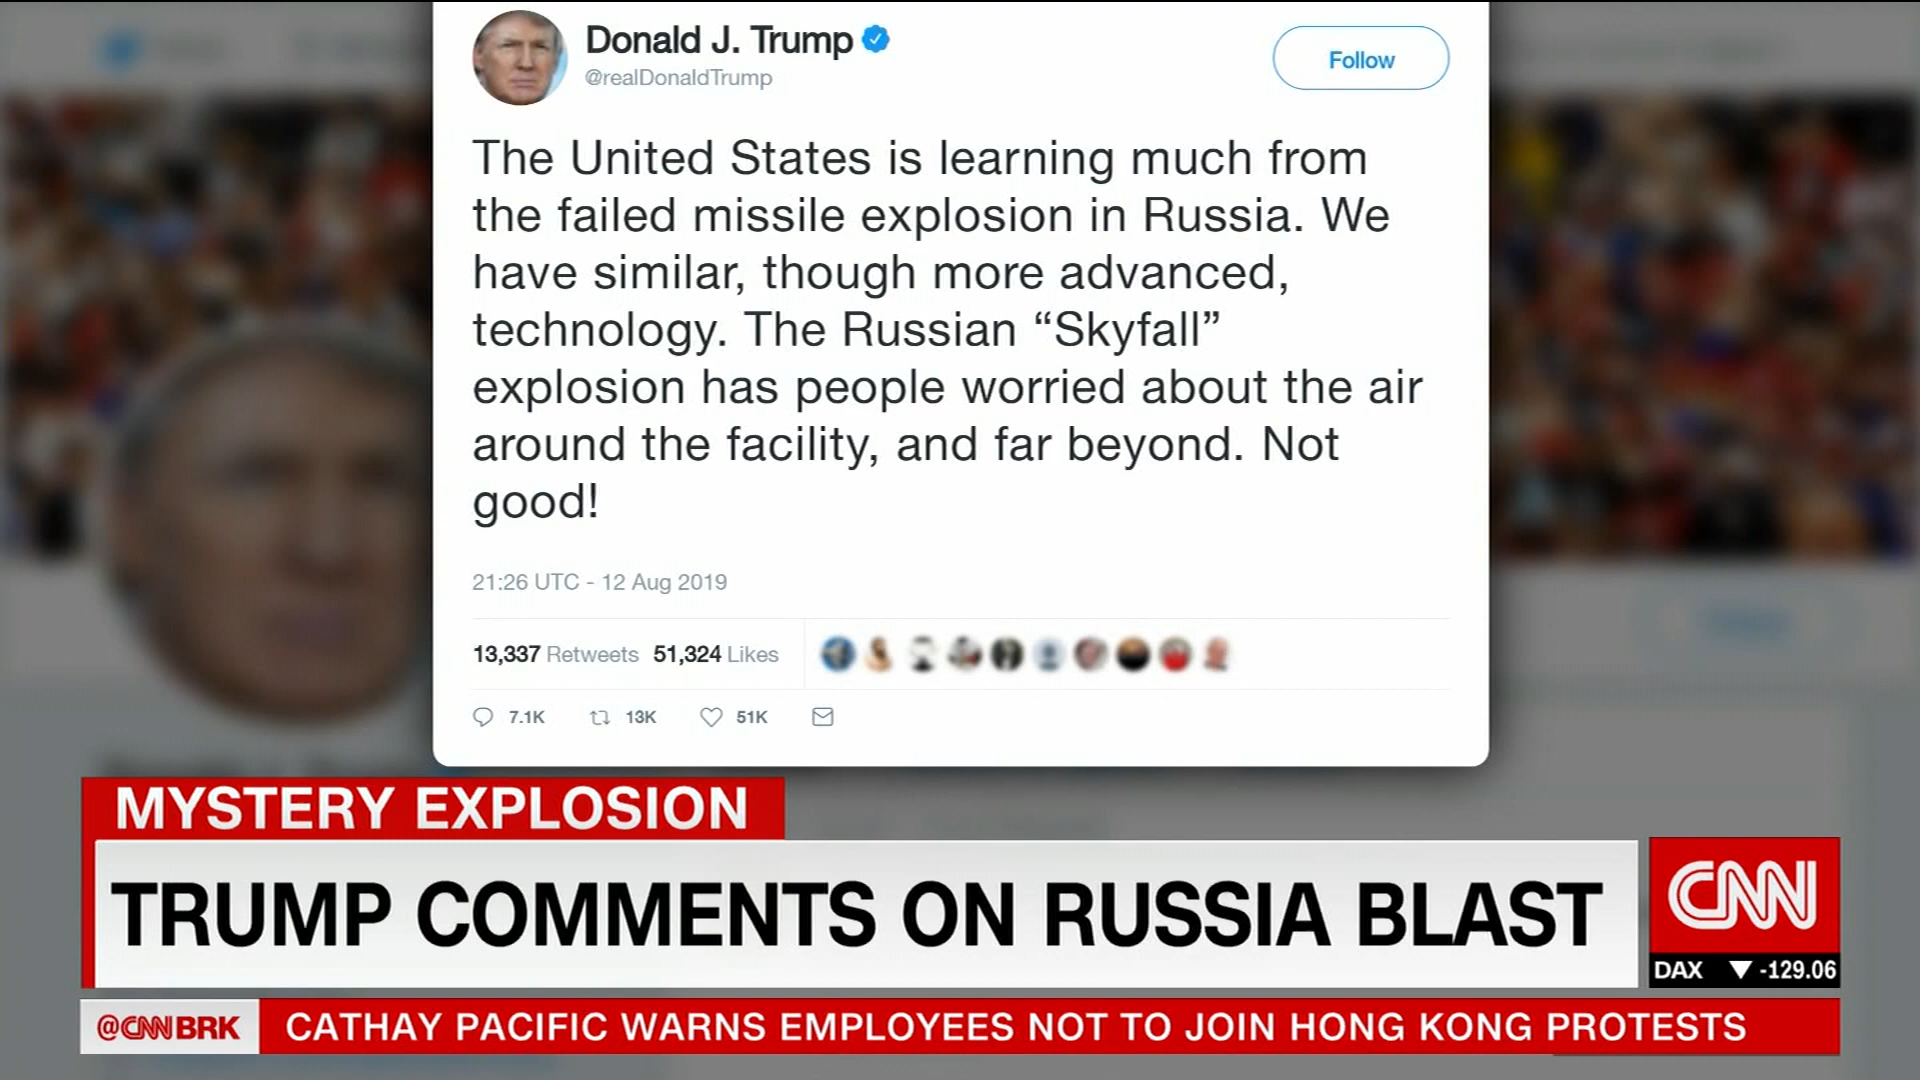 Donald J. Trump
@realDonaldTrump
Follow
The United States is learning much from
the failed missile explosion in Russia. We
have similar, though more advanced,
technology. The Russian “Skyfall”
explosion has people worried about the air
around the facility, and far beyond. Not
good!
21:26 UTC - 12 Aug 2019
13,337 Retweets 51,324 Likes
7.1K 13K 51K
MYSTERY EXPLOSION
TRUMP COMMENTS ON RUSSIA BLAST
CNN
DAX ▼ -129.06
@CNNBRK CATHAY PACIFIC WARNS EMPLOYEES NOT TO JOIN HONG KONG PROTESTS